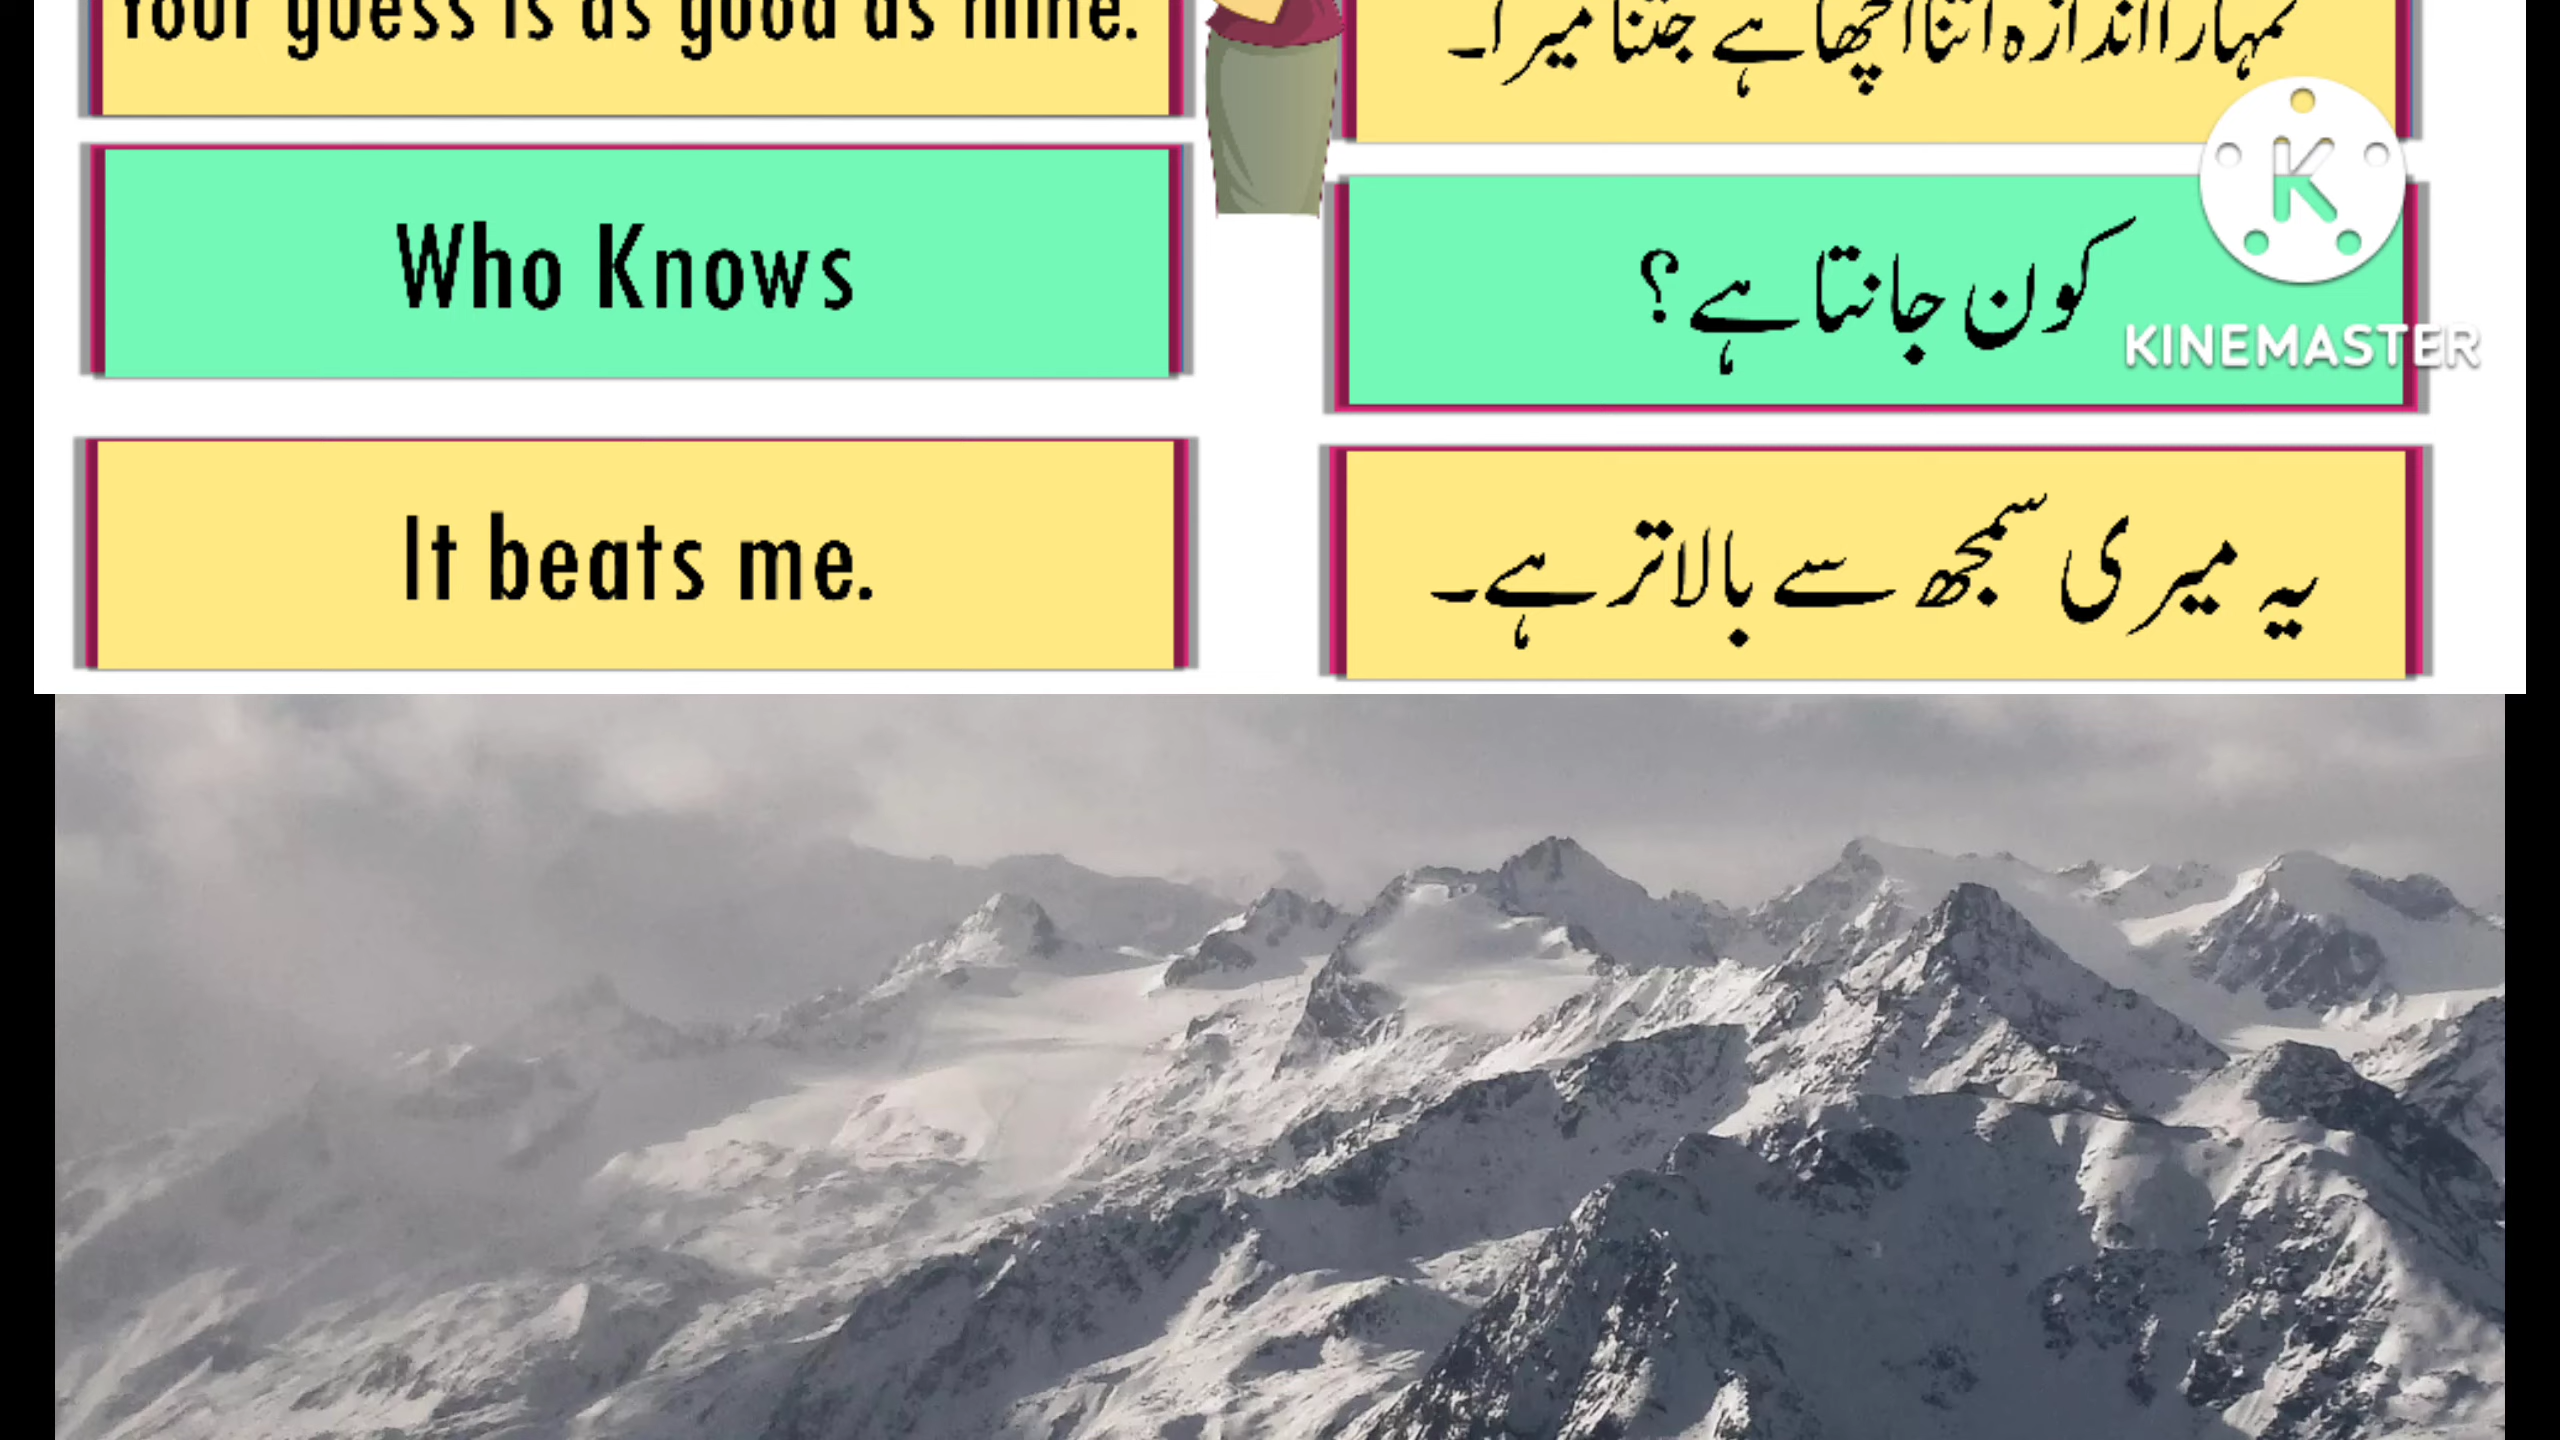 Your guess is as good as mine.
تمہارا اندازہ اتنا اچھا ہے جتنا میرا۔
Who Knows
کون جانتا ہے؟
KINEMASTER
It beats me.
یہ میری سمجھ سے بالاتر ہے۔